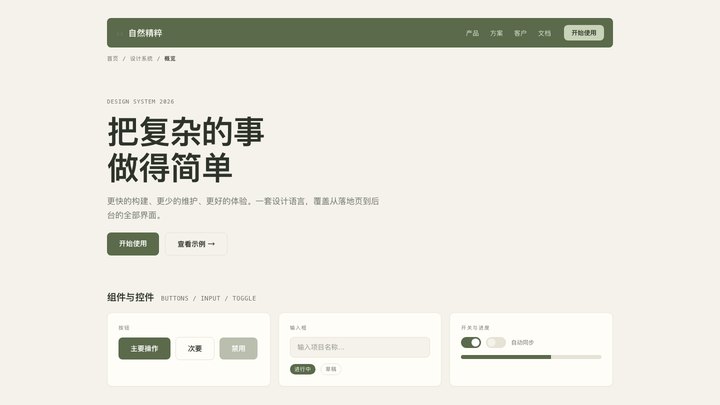 自然精粹
产品 方案 客户 文档 开始使用
首页 / 设计系统 / 概览
DESIGN SYSTEM 2026
把复杂的事
做得简单
更快的构建、更少的维护、更好的体验。一套设计语言，覆盖从落地页到后
台的全部界面。
开始使用 查看示例 →
组件与控件 BUTTONS / INPUT / TOGGLE
按钮
主要操作 次要 禁用
输入框
输入项目名称...
进行中 草稿
开关与进度
自动同步